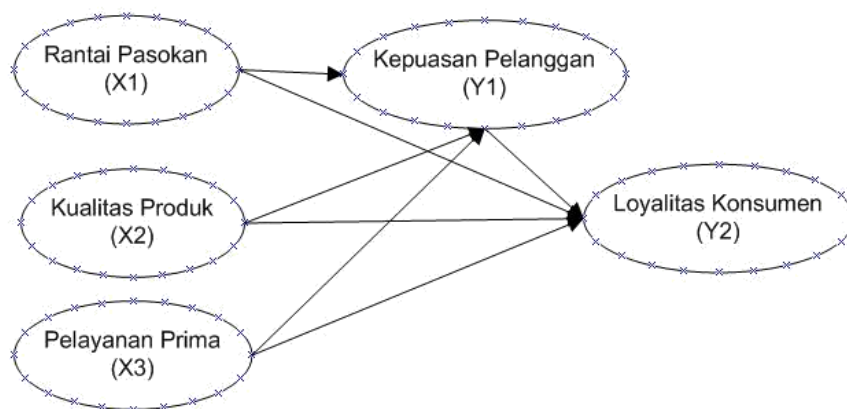 Rantai Pasokan
(X1)
Kepuasan Pelanggan
(Y1)
Kualitas Produk
(X2)
Loyalitas Konsumen
(Y2)
Pelayanan Prima
(X3)